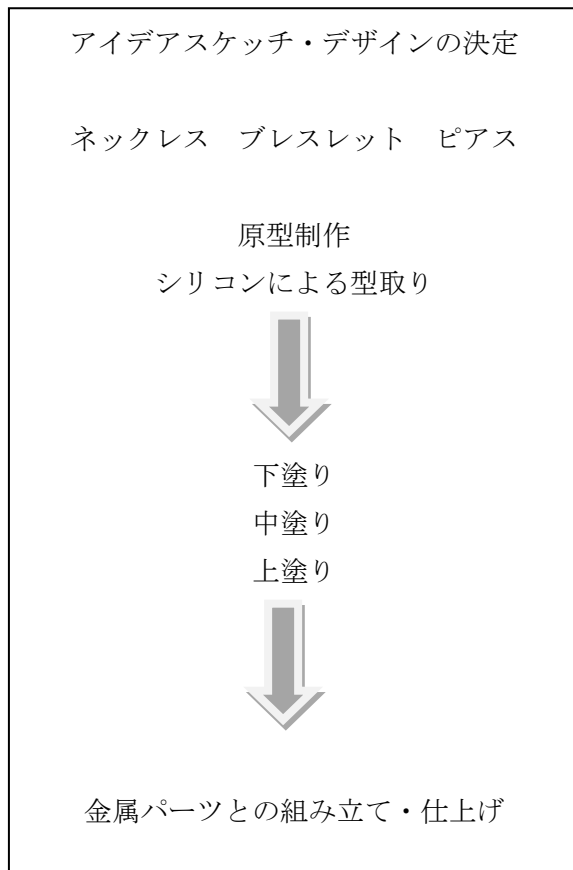 アイデアスケッチ・デザインの決定
ネックレス　ブレスレット　ピアス
原型制作
シリコンによる型取り
下塗り
中塗り
上塗り
金属パーツとの組み立て・仕上げ